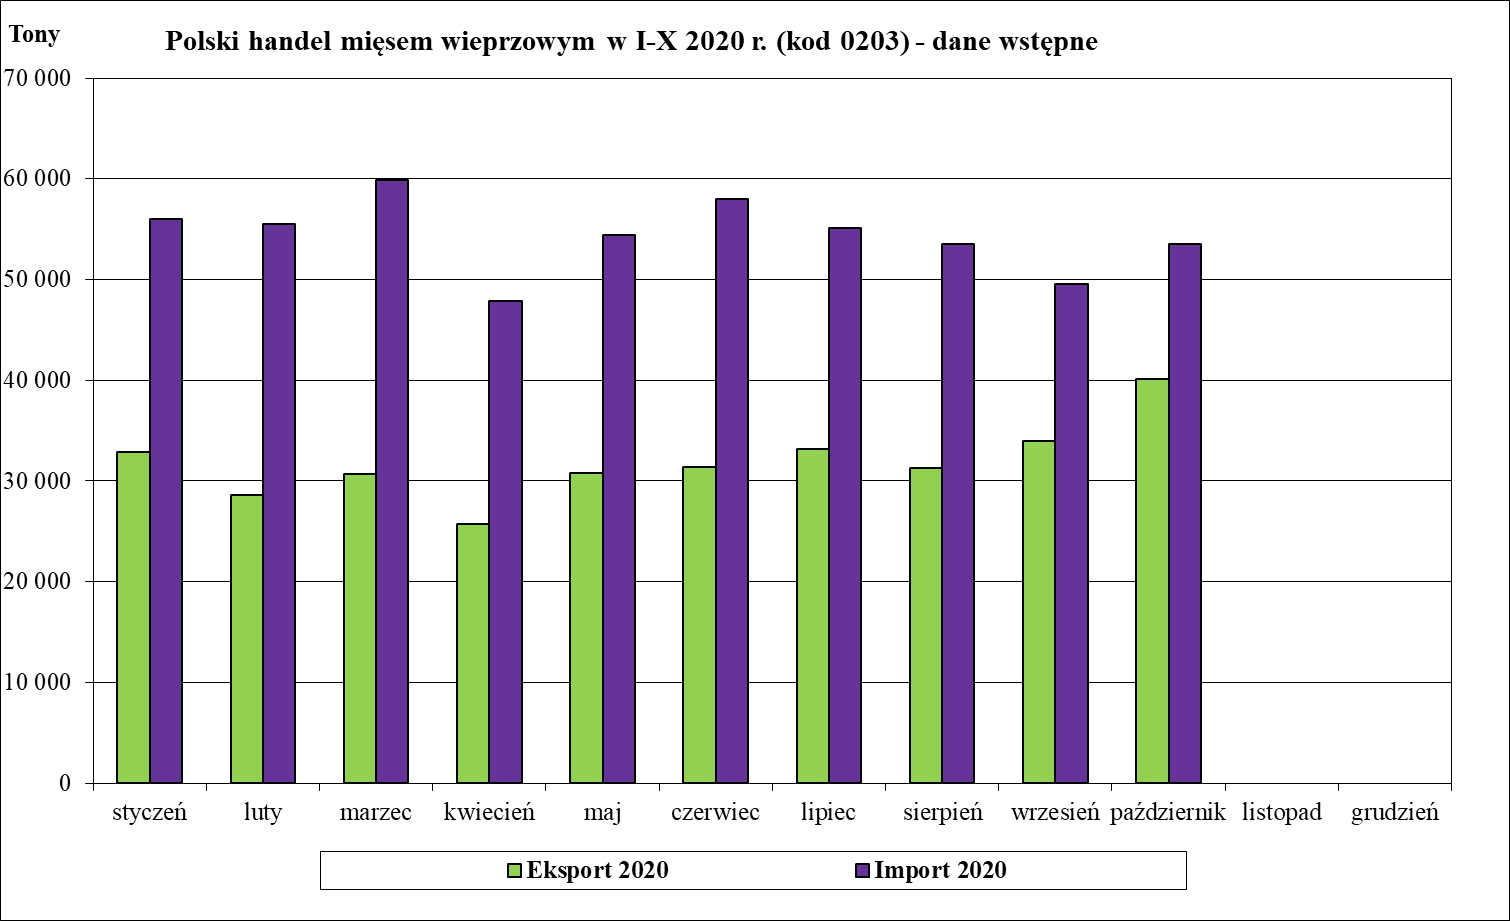 Tony
Polski handel mięsem wieprzowym w I-X 2020 r. (kod 0203) - dane wstępne
70 000
60 000
50 000
40 000
30 000
20 000
10 000
0
styczeń luty marzec kwiecień maj czerwiec lipiec sierpień wrzesień październik listopad grudzień
Eksport 2020 Import 2020